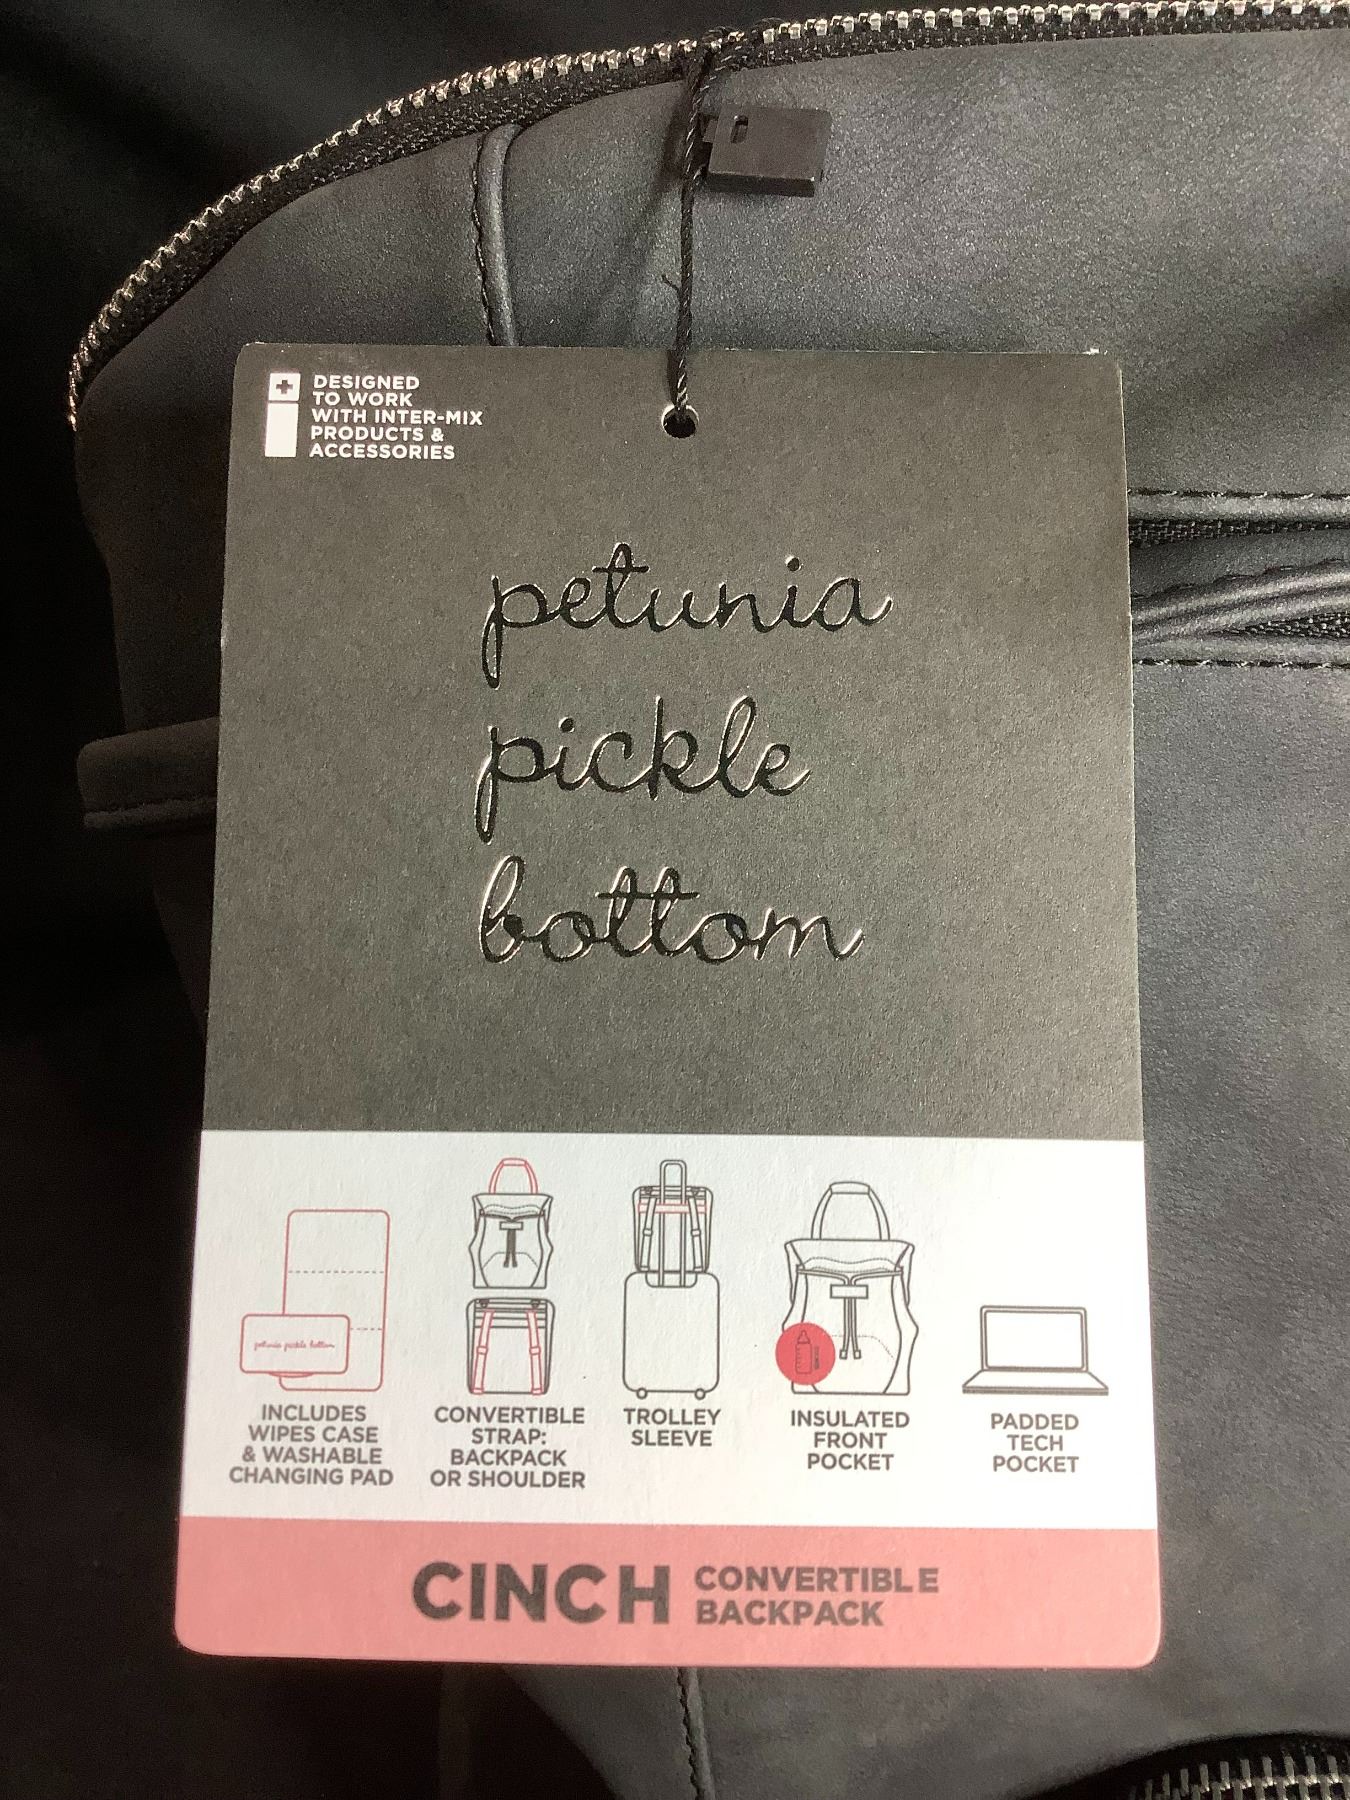 DESIGNED
TO WORK
WITH INTER-MIX
PRODUCTS &
ACCESSORIES
petunia
pickle
bottom
petunia pickle bottom
INCLUDES
WIPES CASE
& WASHABLE
CHANGING PAD
CONVERTIBLE
STRAP:
BACKPACK
OR SHOULDER
TROLLEY
SLEEVE
INSULATED
FRONT
POCKET
PADDED
TECH
POCKET
CINCH CONVERTIBLE
BACKPACK